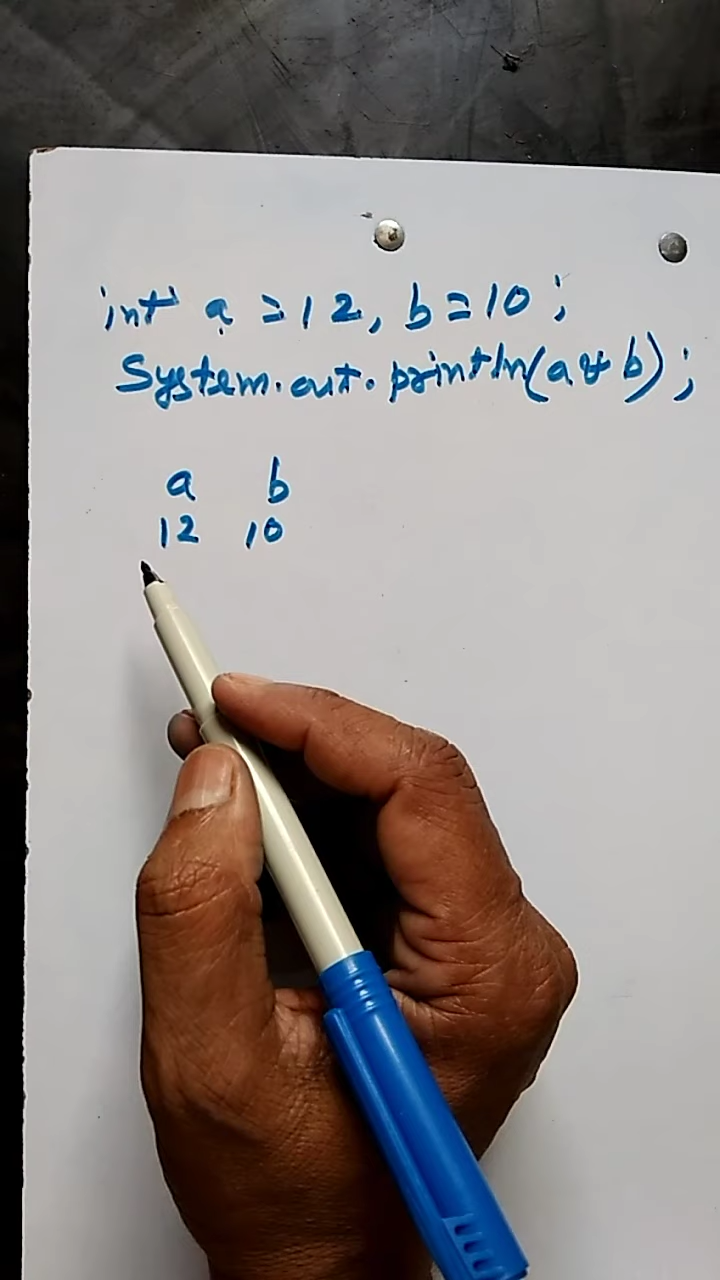 int a = 12, b = 10;
System.out.println(a & b);
a b
12 10